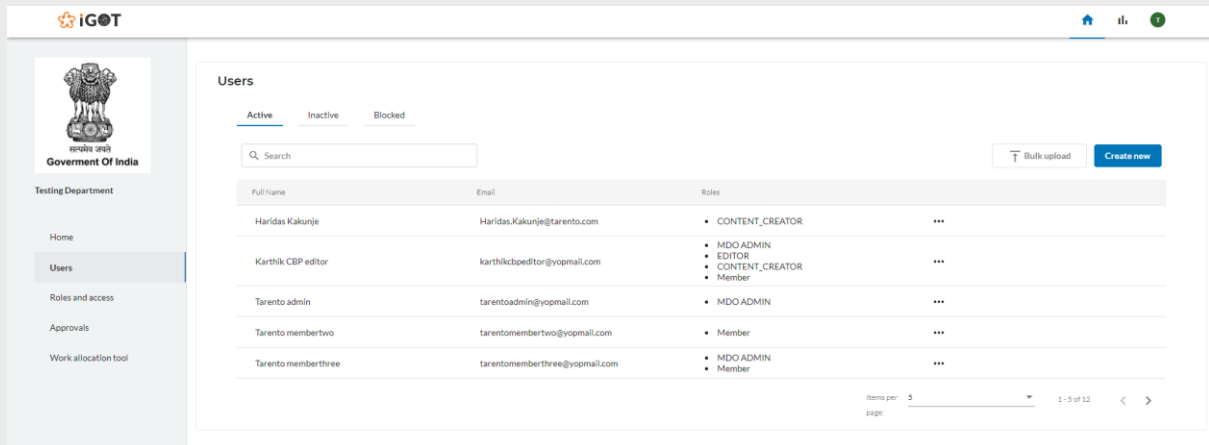 iGOT
T
सत्यमेव जयते
Goverment Of India
Testing Department
Home
Users
Roles and access
Approvals
Work allocation tool
Users
Active Inactive Blocked
Search Bulk upload Create new
Full Name Email Roles
Haridas Kakunje Haridas.Kakunje@tarento.com • CONTENT_CREATOR •••
Karthik CBP editor karthikcbpeditor@yopmail.com • MDO ADMIN
• EDITOR
• CONTENT_CREATOR
• Member •••
Tarento admin tarentoadmin@yopmail.com • MDO ADMIN •••
Tarento membertwo tarentomembertwo@yopmail.com • Member •••
Tarento memberthree tarentomemberthree@yopmail.com • MDO ADMIN
• Member •••
Items per page: 5 1 - 5 of 12